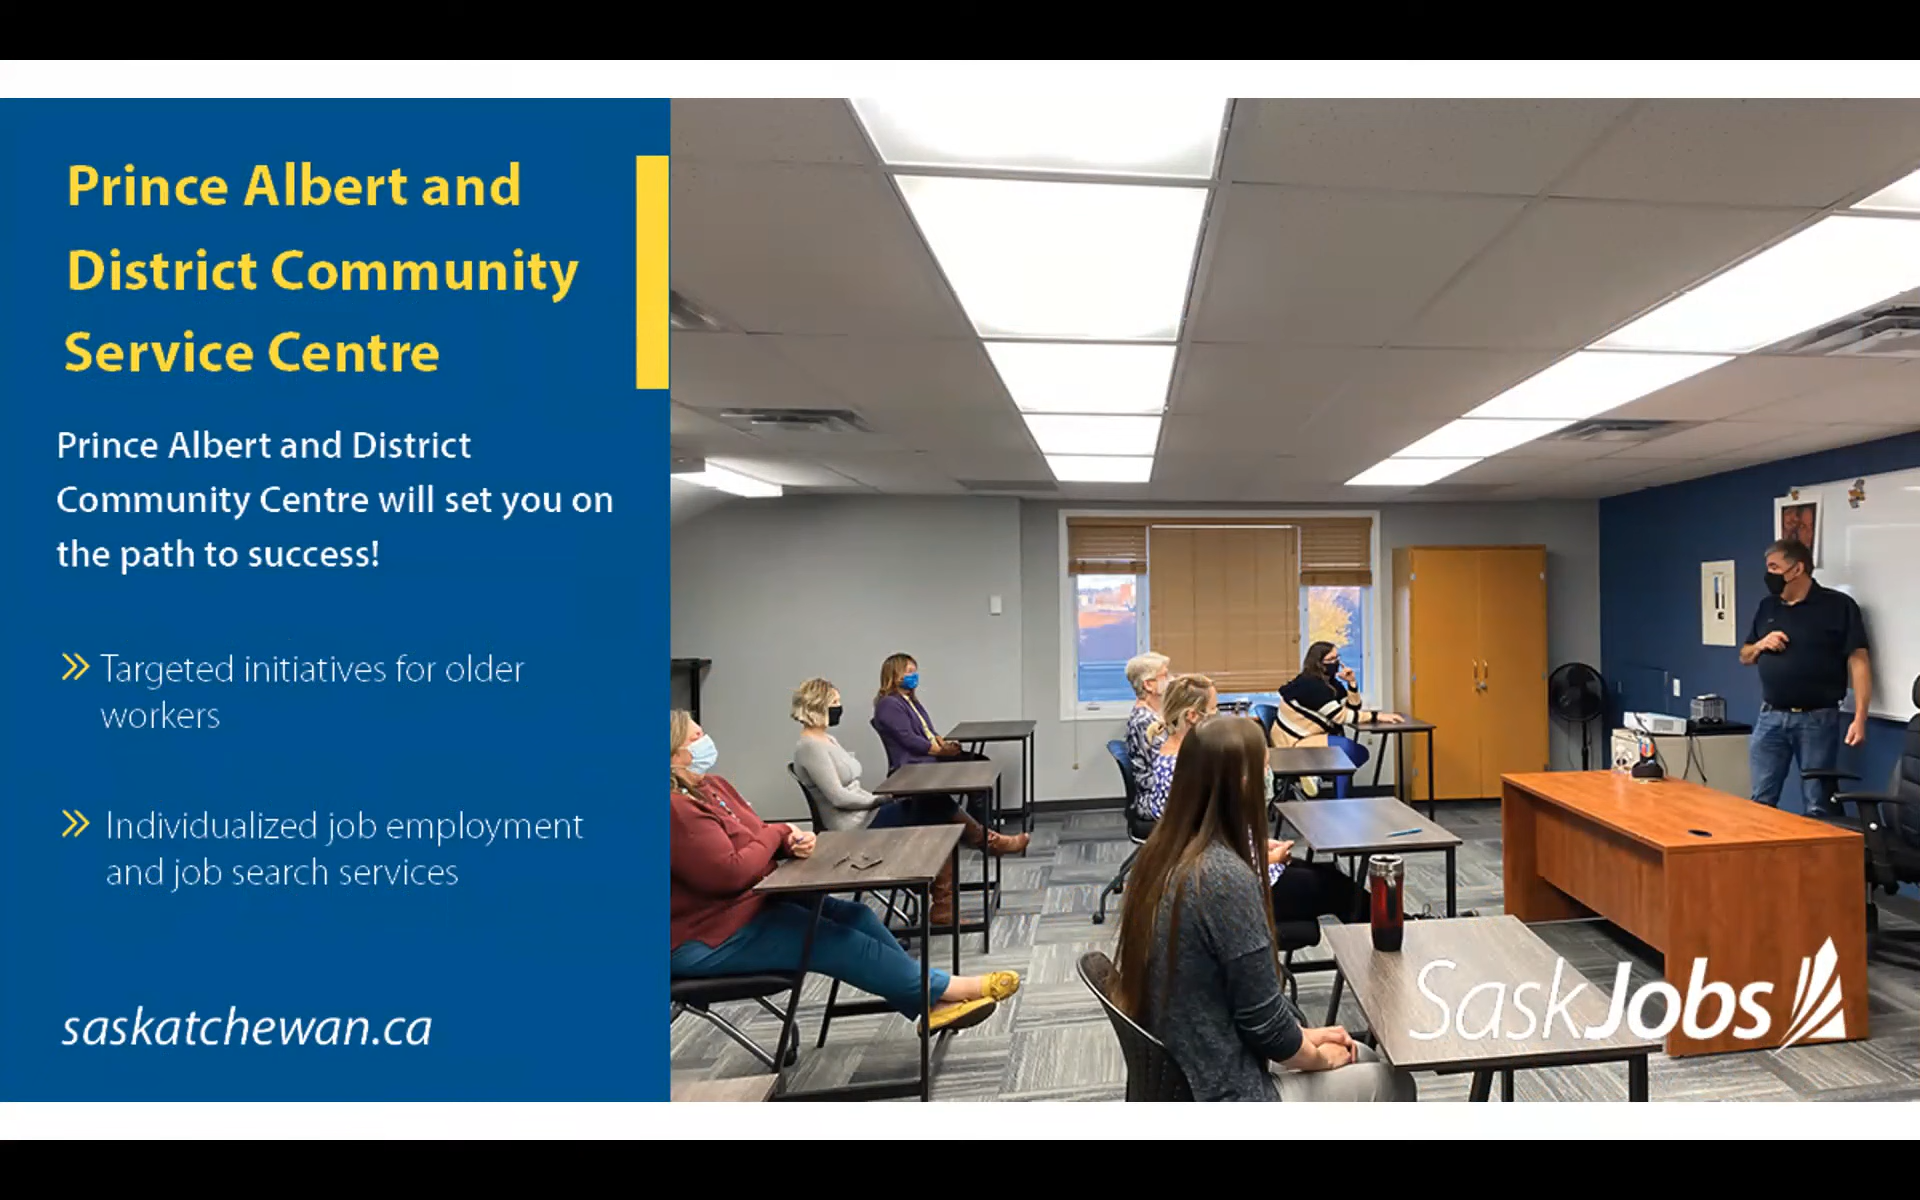 Prince Albert and
District Community
Service Centre
Prince Albert and District
Community Centre will set you on
the path to success!
Targeted initiatives for older
workers
Individualized job employment
and job search services
saskatchewan.ca
SaskJobs